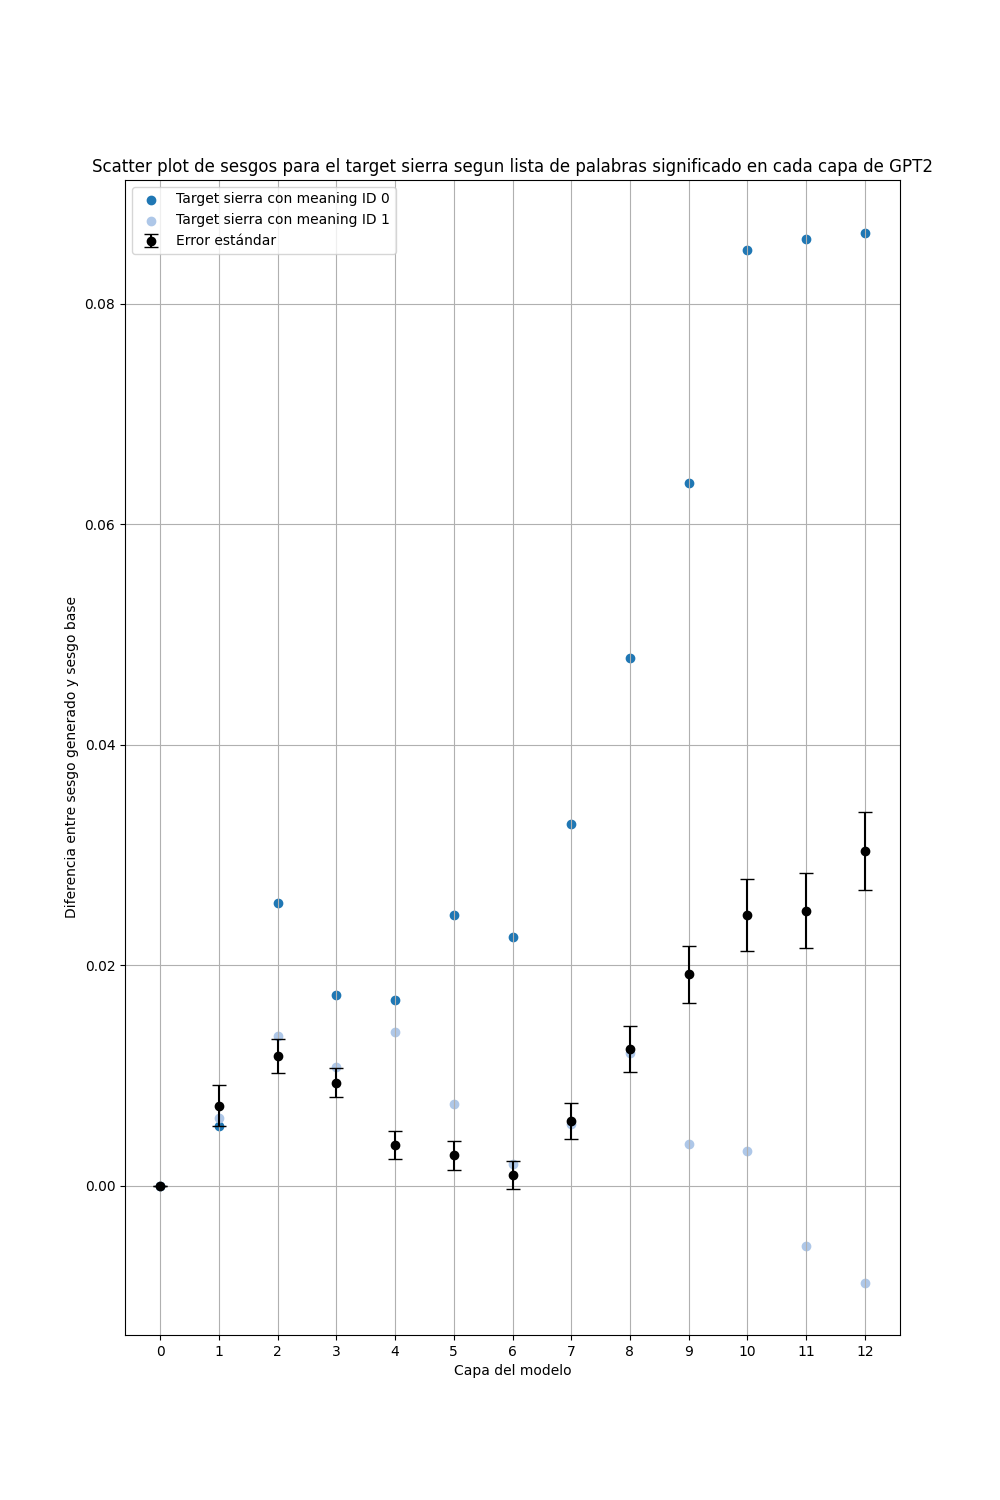 Scatter plot de sesgos para el target sierra segun lista de palabras significado en cada capa de GPT2
Target sierra con meaning ID 0
Target sierra con meaning ID 1
Error estándar
Diferencia entre sesgo generado y sesgo base
0.08
0.06
0.04
0.02
0.00
0 1 2 3 4 5 6 7 8 9 10 11 12
Capa del modelo